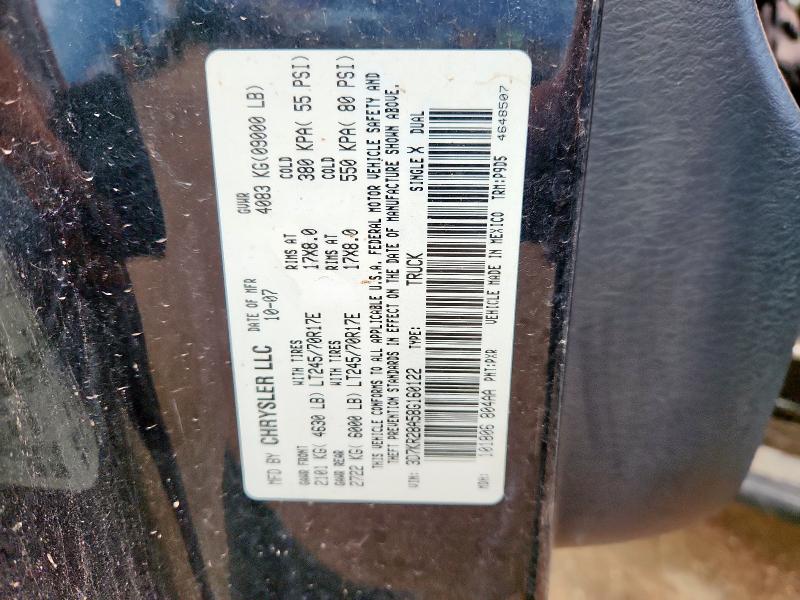 MFD BY CHRYSLER LLC DATE OF MFR 10-07 GVWR 4083 KG(09000 LB)
GAWR FRONT WITH TIRES RIMS AT COLD
2101 KG( 4630 LB) LT245/70R17E 17X8.0 380 KPA( 55 PSI)
GAWR REAR WITH TIRES RIMS AT COLD
2722 KG( 6000 LB) LT245/70R17E 17X8.0 550 KPA( 80 PSI)
THIS VEHICLE CONFORMS TO ALL APPLICABLE U.S.A. FEDERAL MOTOR VEHICLE SAFETY AND
THEFT PREVENTION STANDARDS IN EFFECT ON THE DATE OF MANUFACTURE SHOWN ABOVE.
VIN: 3D7KR28A58G160122 TYPE: TRUCK SINGLE X DUAL
MDH: 101806 804AA PNT:PXR VEHICLE MADE IN MEXICO TRM:P9D5 4648507